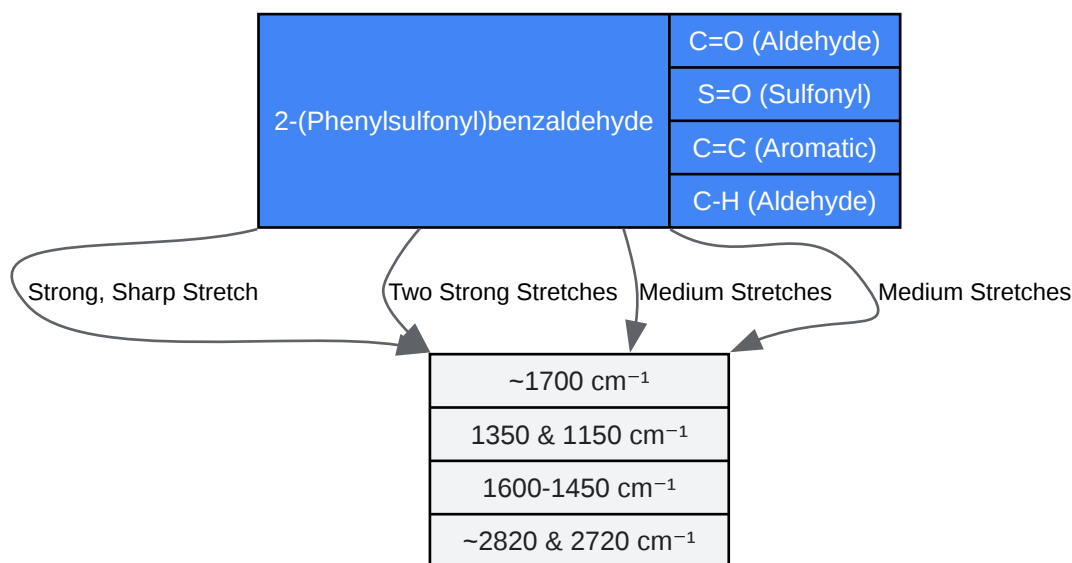 2-(Phenylsulfonyl)benzaldehyde
C=O (Aldehyde)
S=O (Sulfonyl)
C=C (Aromatic)
C-H (Aldehyde)
Strong, Sharp Stretch
Two Strong Stretches
Medium Stretches
Medium Stretches
~1700 cm⁻¹
1350 & 1150 cm⁻¹
1600-1450 cm⁻¹
~2820 & 2720 cm⁻¹